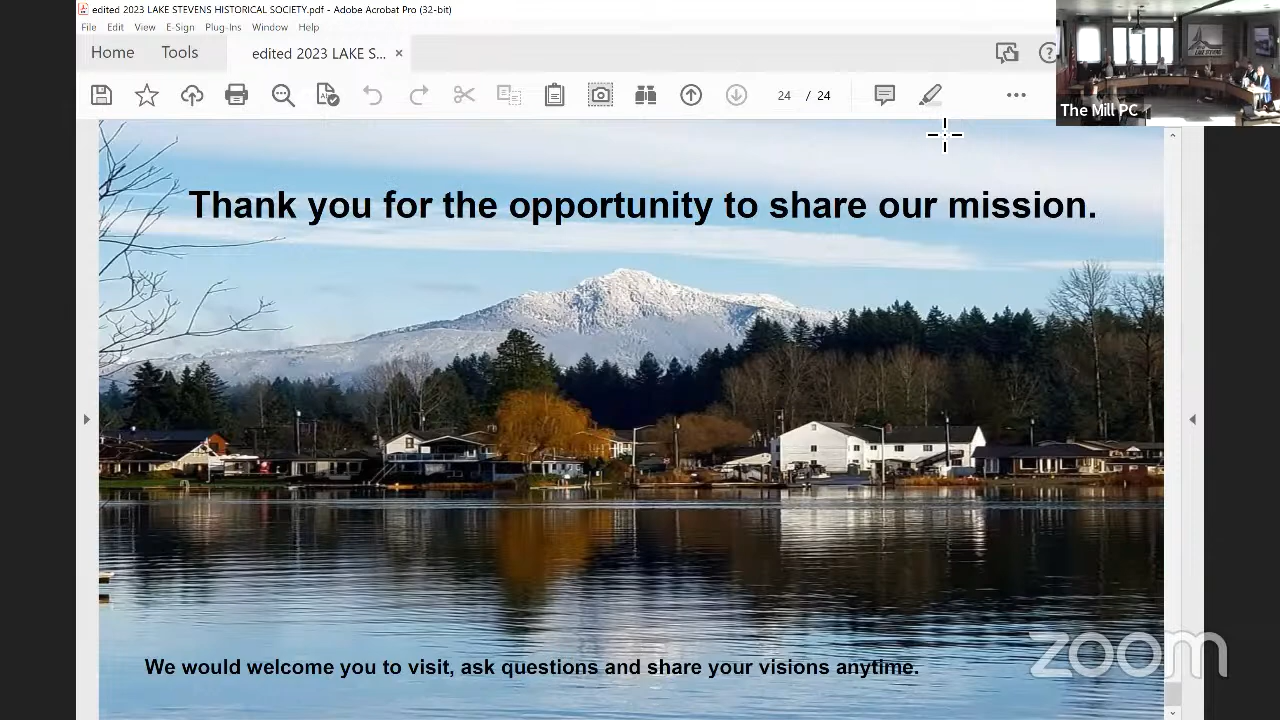 edited 2023 LAKE STEVENS HISTORICAL SOCIETY.pdf - Adobe Acrobat Pro (32-bit)
File Edit View E-Sign Plug-Ins Window Help
Home Tools edited 2023 LAKE S... ×
24 / 24
The Mill PC
Thank you for the opportunity to share our mission.
We would welcome you to visit, ask questions and share your visions anytime.
zoom